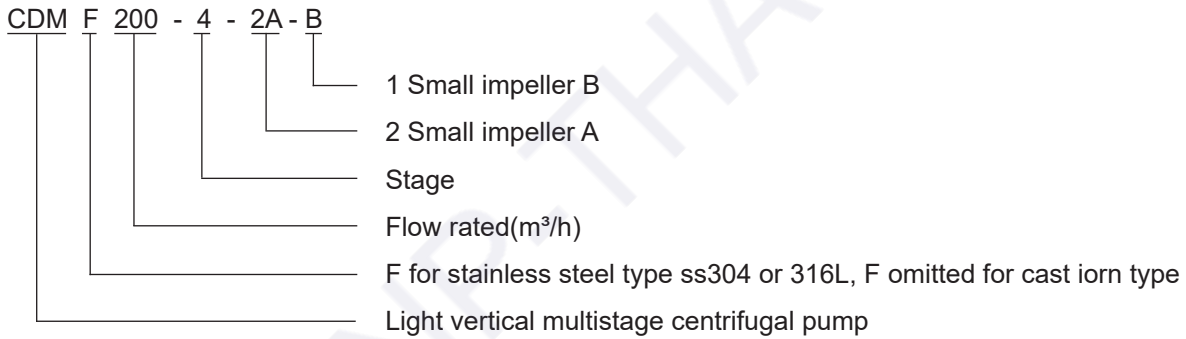 CDM F 200 - 4 - 2A - B
1 Small impeller B
2 Small impeller A
Stage
Flow rated(m³/h)
F for stainless steel type ss304 or 316L, F omitted for cast iorn type
Light vertical multistage centrifugal pump